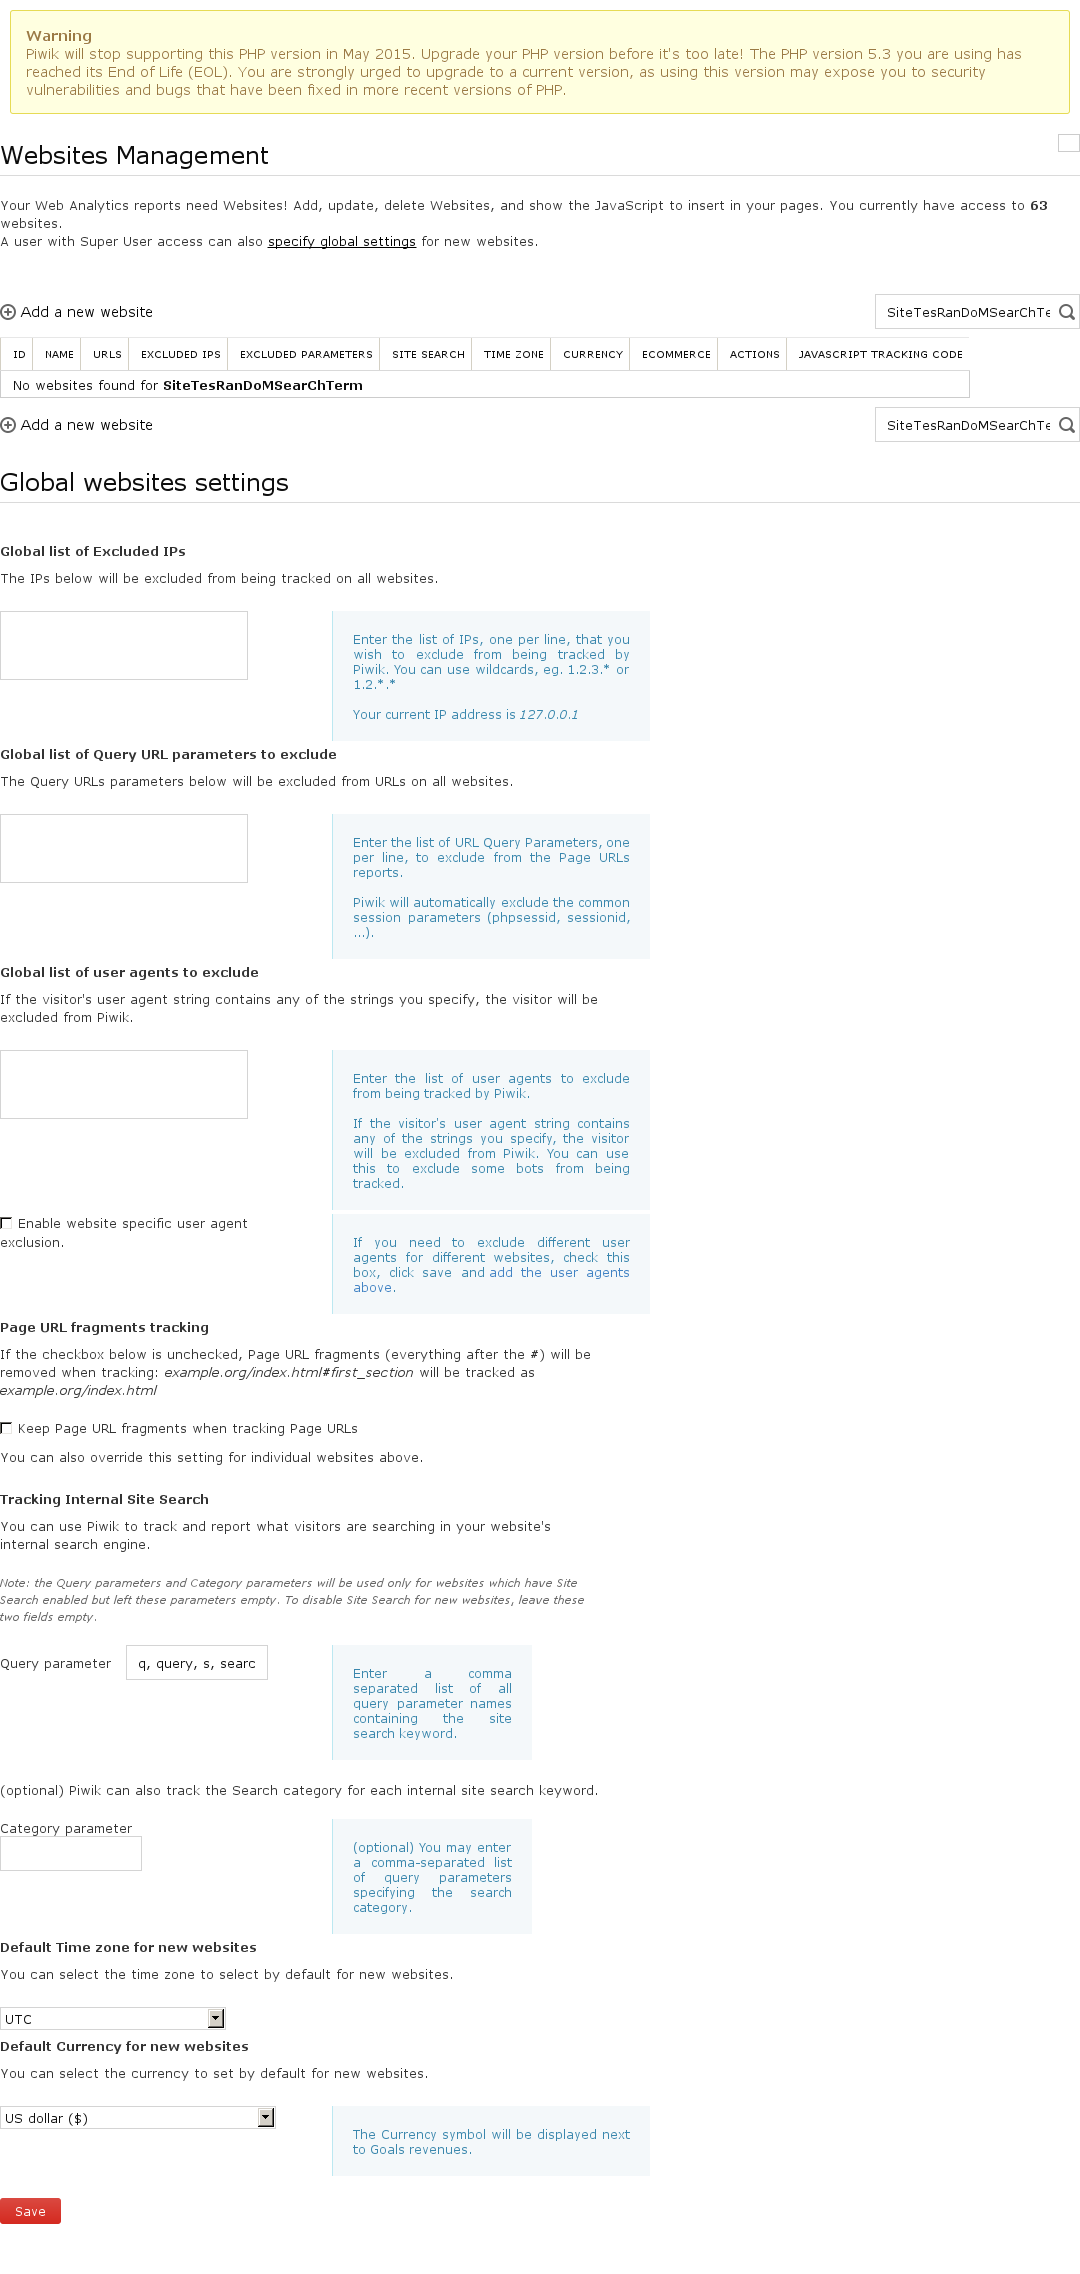 Warning
Piwik will stop supporting this PHP version in May 2015. Upgrade your PHP version before it's too late! The PHP version 5.3 you are using has
reached its End of Life (EOL). You are strongly urged to upgrade to a current version, as using this version may expose you to security
vulnerabilities and bugs that have been fixed in more recent versions of PHP.
Websites Management
Your Web Analytics reports need Websites! Add, update, delete Websites, and show the JavaScript to insert in your pages. You currently have access to 63
websites.
A user with Super User access can also specify global settings for new websites.
Add a new website
SiteTesRanDoMSearChTe
ID NAME URLS EXCLUDED IPS EXCLUDED PARAMETERS SITE SEARCH TIME ZONE CURRENCY ECOMMERCE ACTIONS JAVASCRIPT TRACKING CODE
No websites found for SiteTesRanDoMSearChTerm
Add a new website
SiteTesRanDoMSearChTe
Global websites settings
Global list of Excluded IPs
The IPs below will be excluded from being tracked on all websites.
Enter the list of IPs, one per line, that you
wish to exclude from being tracked by
Piwik. You can use wildcards, eg. 1.2.3.* or
1.2.*.*
Your current IP address is 127.0.0.1
Global list of Query URL parameters to exclude
The Query URLs parameters below will be excluded from URLs on all websites.
Enter the list of URL Query Parameters, one
per line, to exclude from the Page URLs
reports.
Piwik will automatically exclude the common
session parameters (phpsessid, sessionid,
...).
Global list of user agents to exclude
If the visitor's user agent string contains any of the strings you specify, the visitor will be
excluded from Piwik.
Enter the list of user agents to exclude
from being tracked by Piwik.
If the visitor's user agent string contains
any of the strings you specify, the visitor
will be excluded from Piwik. You can use
this to exclude some bots from being
tracked.
Enable website specific user agent
exclusion.
If you need to exclude different user
agents for different websites, check this
box, click save and add the user agents
above.
Page URL fragments tracking
If the checkbox below is unchecked, Page URL fragments (everything after the #) will be
removed when tracking: example.org/index.html#first_section will be tracked as
example.org/index.html
Keep Page URL fragments when tracking Page URLs
You can also override this setting for individual websites above.
Tracking Internal Site Search
You can use Piwik to track and report what visitors are searching in your website's
internal search engine.
Note: the Query parameters and Category parameters will be used only for websites which have Site
Search enabled but left these parameters empty. To disable Site Search for new websites, leave these
two fields empty.
Query parameter
q, query, s, searc
Enter a comma
separated list of all
query parameter names
containing the site
search keyword.
(optional) Piwik can also track the Search category for each internal site search keyword.
Category parameter
(optional) You may enter
a comma-separated list
of query parameters
specifying the search
category.
Default Time zone for new websites
You can select the time zone to select by default for new websites.
UTC
Default Currency for new websites
You can select the currency to set by default for new websites.
US dollar ($)
The Currency symbol will be displayed next
to Goals revenues.
Save